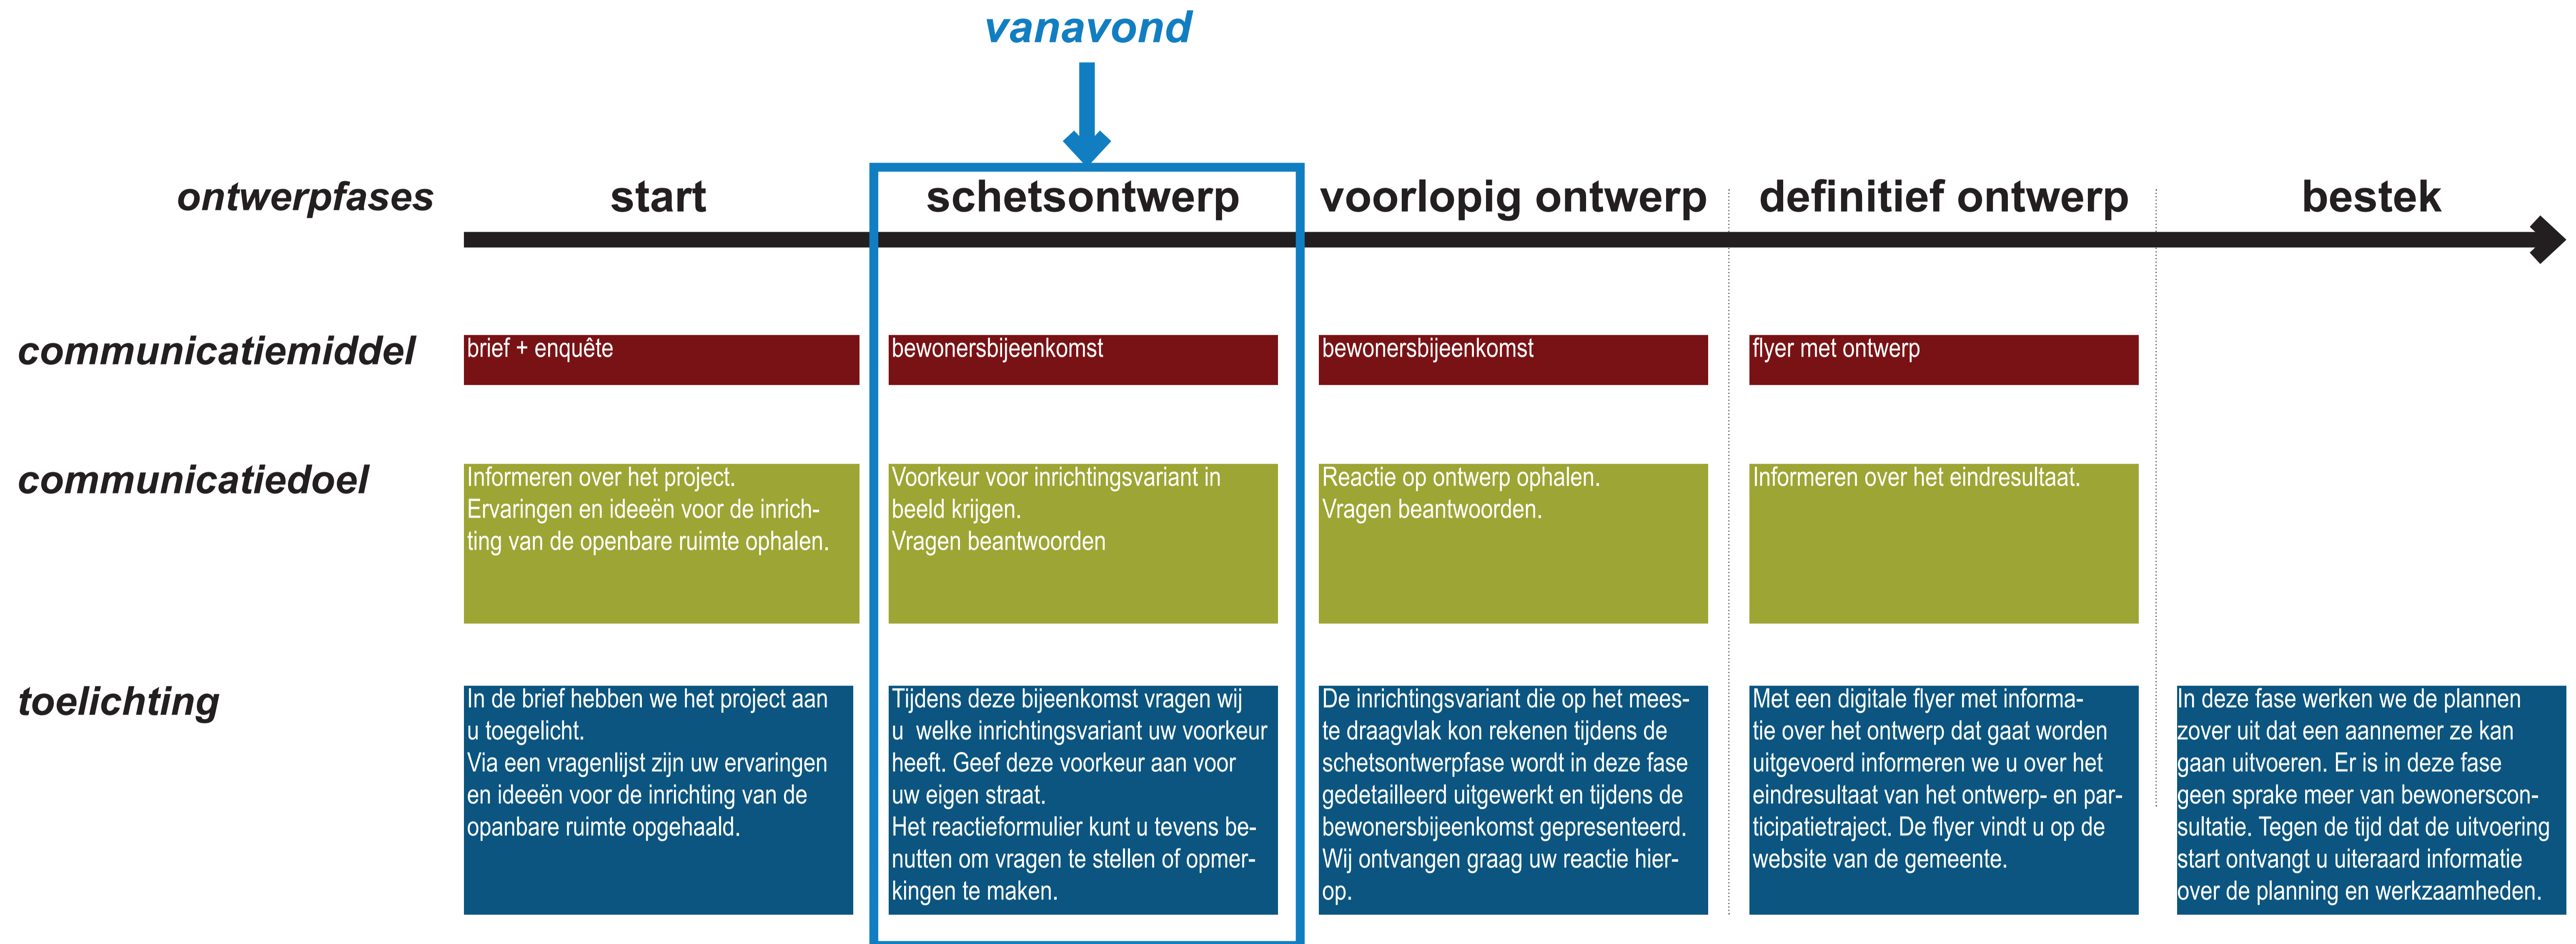 vanavond
ontwerpfases
start
schetsontwerp
voorlopig ontwerp
definitief ontwerp
bestek
communicatiemiddel
brief + enquête
bewonersbijeenkomst
bewonersbijeenkomst
flyer met ontwerp
communicatiedoel
Informeren over het project.
Ervaringen en ideeën voor de inrich-
ting van de openbare ruimte ophalen.
Voorkeur voor inrichtingsvariant in
beeld krijgen.
Vragen beantwoorden
Reactie op ontwerp ophalen.
Vragen beantwoorden.
Informeren over het eindresultaat.
toelichting
In de brief hebben we het project aan
u toegelicht.
Via een vragenlijst zijn uw ervaringen
en ideeën voor de inrichting van de
opanbare ruimte opgehaald.
Tijdens deze bijeenkomst vragen wij
u  welke inrichtingsvariant uw voorkeur
heeft. Geef deze voorkeur aan voor
uw eigen straat.
Het reactieformulier kunt u tevens be-
nutten om vragen te stellen of opmer-
kingen te maken.
De inrichtingsvariant die op het mees-
te draagvlak kon rekenen tijdens de
schetsontwerpfase wordt in deze fase
gedetailleerd uitgewerkt en tijdens de
bewonersbijeenkomst gepresenteerd.
Wij ontvangen graag uw reactie hier-
op.
Met een digitale flyer met informa-
tie over het ontwerp dat gaat worden
uitgevoerd informeren we u over het
eindresultaat van het ontwerp- en par-
ticipatietraject. De flyer vindt u op de
website van de gemeente.
In deze fase werken we de plannen
zover uit dat een aannemer ze kan
gaan uitvoeren. Er is in deze fase
geen sprake meer van bewonerscon-
sultatie. Tegen de tijd dat de uitvoering
start ontvangt u uiteraard informatie
over de planning en werkzaamheden.